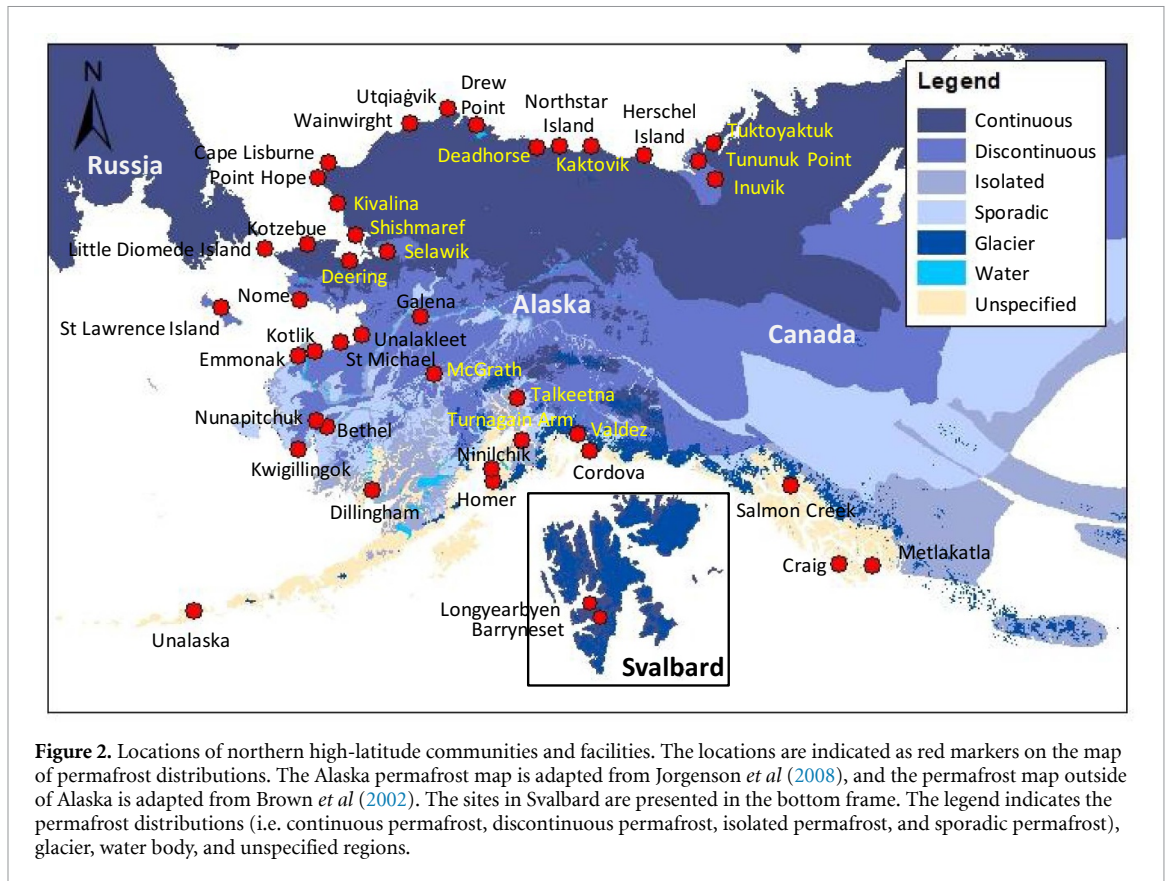 N
Russia
Alaska
Canada
Utqiaġvik
Drew
Point
Wainwirght
Northstar
Island
Herschel
Island
Cape Lisburne
Point Hope
Deadhorse
Kaktovik
Tuktoyaktuk
Tununuk Point
Inuvik
Kivalina
Kotzebue
Shishmaref
Little Diomede Island
Selawik
Deering
Nome
Galena
St Lawrence Island
Kotlik
Unalakleet
Emmonak
St Michael
McGrath
Talkeetna
Nunapitchuk
Bethel
Turnagain Arm
Valdez
Kwigillingok
Ninilchik
Cordova
Dillingham
Homer
Salmon Creek
Craig
Metlakatla
Unalaska
Longyearbyen
Barryneset
Svalbard
Legend
Continuous
Discontinuous
Isolated
Sporadic
Glacier
Water
Unspecified
Figure 2. Locations of northern high-latitude communities and facilities. The locations are indicated as red markers on the map
of permafrost distributions. The Alaska permafrost map is adapted from Jorgenson et al (2008), and the permafrost map outside
of Alaska is adapted from Brown et al (2002). The sites in Svalbard are presented in the bottom frame. The legend indicates the
permafrost distributions (i.e. continuous permafrost, discontinuous permafrost, isolated permafrost, and sporadic permafrost),
glacier, water body, and unspecified regions.